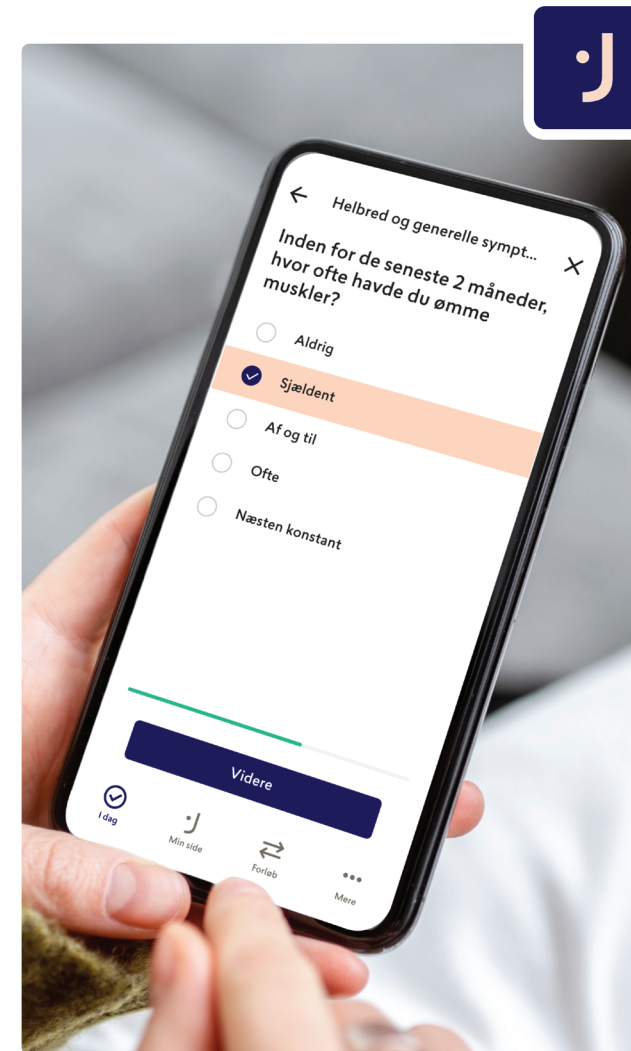 Helbred og generelle sympt...
Inden for de seneste 2 måneder,
hvor ofte havde du ømme
muskler?
Aldrig
Sjældent
Af og til
Ofte
Næsten konstant
Videre
I dag
Min side
Forløb
Mere